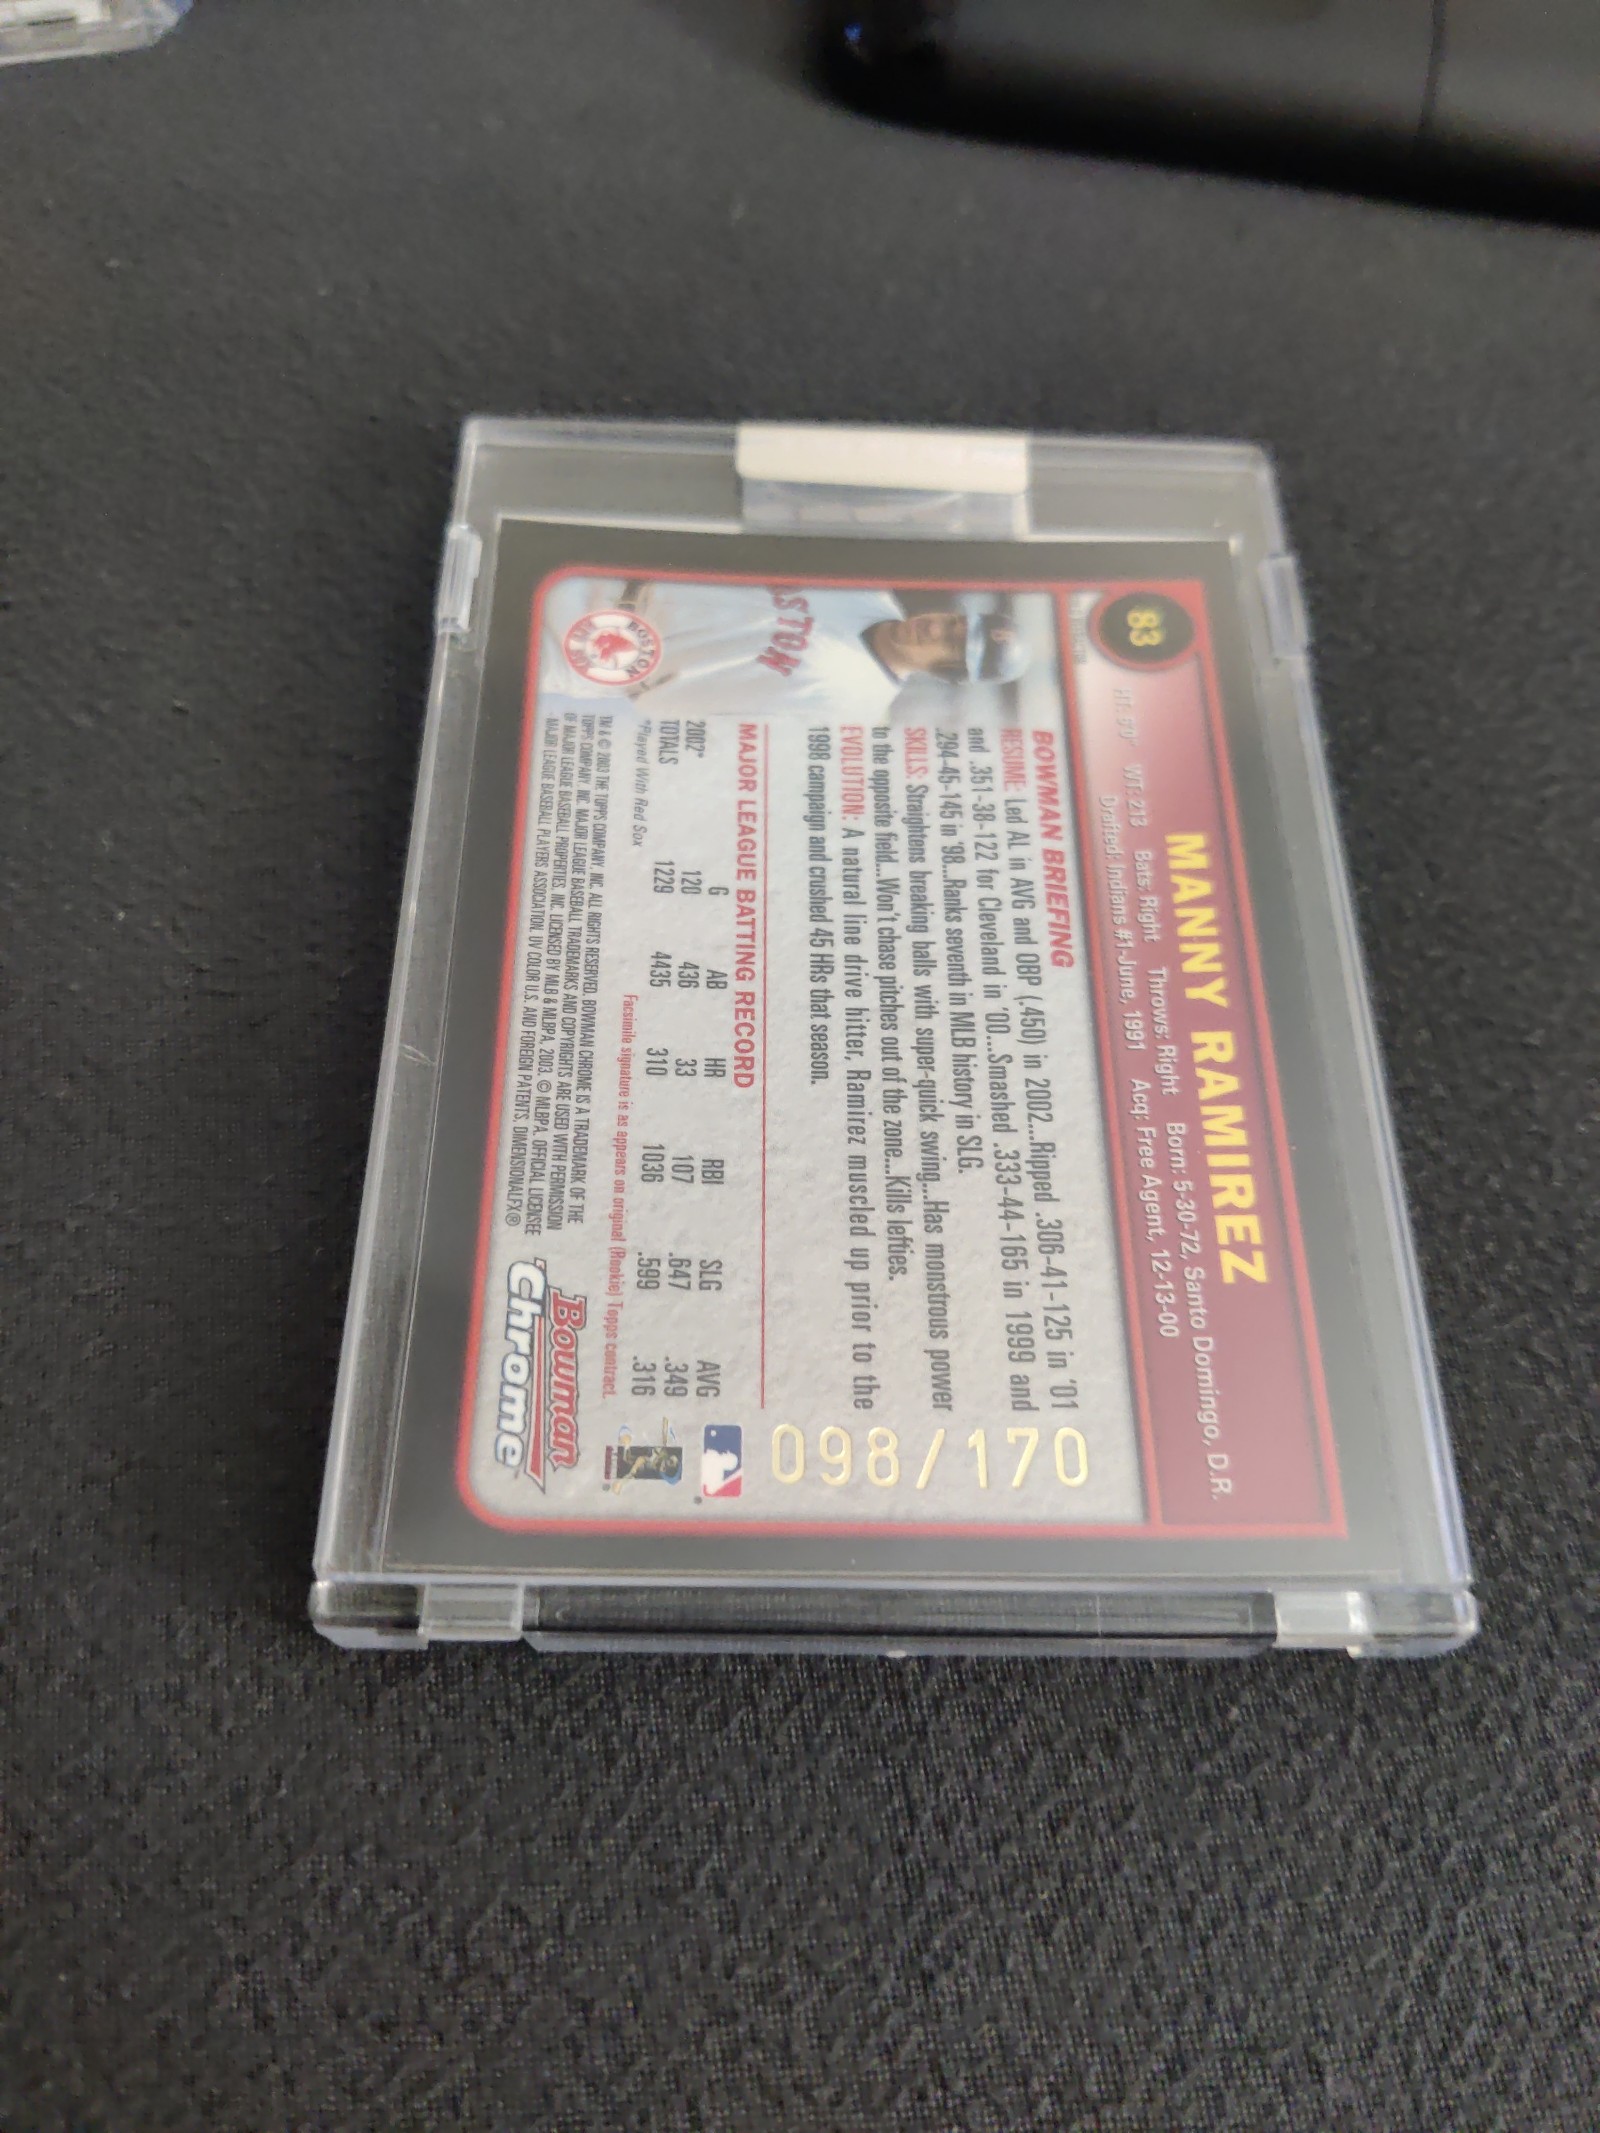 83
MANNY RAMIREZ
HT: 6'0" WT: 213 Bats: Right Throws: Right Born: 5-30-72, Santo Domingo, D.R.
Drafted: Indians #1-June, 1991 Acq: Free Agent, 12-13-00
BOWMAN BRIEFING
RESUME: Led AL in AVG and OBP (.450) in 2002...Ripped .306-41-125 in '01
and .351-38-122 for Cleveland in '00....Smashed .333-44-165 in 1999 and
.294-45-145 in '98...Ranks seventh in MLB history in SLG.
SKILLS: Straightens breaking balls with super-quick swing...Has monstrous power
to the opposite field...Won't chase pitches out of the zone...Kills lefties.
EVOLUTION: A natural line drive hitter, Ramirez muscled up prior to the
1998 campaign and crushed 45 HRs that season.
098/170
MAJOR LEAGUE BATTING RECORD
G AB HR RBI SLG AVG
2002* 120 436 33 107 .647 .349
TOTALS 1229 4435 310 1036 .599 .316
*Played With Red Sox
Facsimile signature is as appears on original (Rookie) Topps contract.
TM & © 2003 THE TOPPS COMPANY, INC. ALL RIGHTS RESERVED. BOWMAN CHROME IS A TRADEMARK OF THE
TOPPS COMPANY, INC. MAJOR LEAGUE BASEBALL TRADEMARKS AND COPYRIGHTS ARE USED WITH PERMISSION
OF MAJOR LEAGUE BASEBALL PROPERTIES, INC. LICENSED BY MLB & MLBPA, 2003. © MLBPA. OFFICIAL LICENSEE
- MAJOR LEAGUE BASEBALL PLAYERS ASSOCIATION. UV COLOR U.S. AND FOREIGN PATENTS. DIMENSIONALFX®
Bowman
Chrome™
OSTON
BOSTON